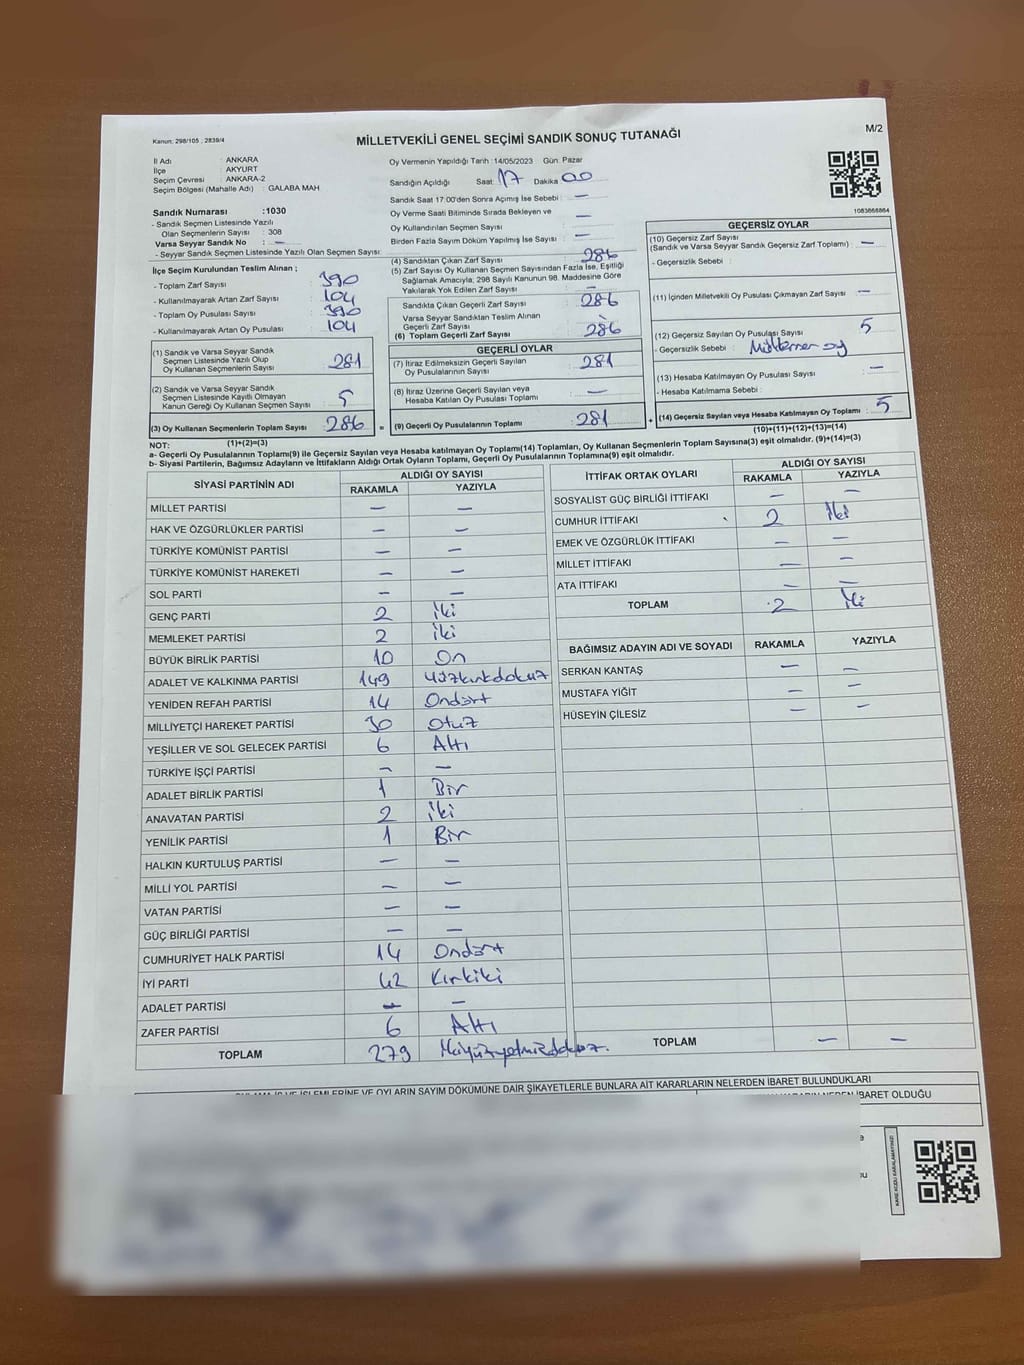 Kanun: 298/105 , 2839/4
MİLLETVEKİLİ GENEL SEÇİMİ SANDIK SONUÇ TUTANAĞI
M/2
İl Adı : ANKARA
İlçe : AKYURT
Seçim Çevresi : ANKARA-2
Seçim Bölgesi (Mahalle Adı) : GALABA MAH
Oy Vermenin Yapıldığı Tarih :14/05/2023 Gün: Pazar
Sandığın Açıldığı Saat: 17 Dakika 00
Sandık Saat 17:00'den Sonra Açımış İse Sebebi : —
Oy Verme Saati Bitiminde Sırada Bekleyen ve
Oy Kullandırılan Seçmen Sayısı : —
Birden Fazla Sayım Döküm Yapılmış İse Sayısı : —
1083868884
Sandık Numarası :1030
- Sandık Seçmen Listesinde Yazılı
Olan Seçmenlerin Sayısı : 308
Varsa Seyyar Sandık No : —
- Seyyar Sandık Seçmen Listesinde Yazılı Olan Seçmen Sayısı:
İlçe Seçim Kurulundan Teslim Alınan ;
- Toplam Zarf Sayısı : 390
- Kullanılmayarak Artan Zarf Sayısı : 104
- Toplam Oy Pusulası Sayısı : 390
- Kullanılmayarak Artan Oy Pusulası : 104
(4) Sandıktan Çıkan Zarf Sayısı : 286
(5) Zarf Sayısı Oy Kullanan Seçmen Sayısından Fazla İse, Eşitliği
Sağlamak Amacıyla; 298 Sayılı Kanunun 98. Maddesine Göre
Yakılarak Yok Edilen Zarf Sayısı : —
Sandıkta Çıkan Geçerli Zarf Sayısı : 286
Varsa Seyyar Sandıktan Teslim Alınan
Geçerli Zarf Sayısı :
(6) Toplam Geçerli Zarf Sayısı : 286
GEÇERSİZ OYLAR
(10) Geçersiz Zarf Sayısı
(Sandık ve Varsa Seyyar Sandık Geçersiz Zarf Toplamı) : —
- Geçersizlik Sebebi :
(11) İçinden Milletvekili Oy Pusulası Çıkmayan Zarf Sayısı : —
(12) Geçersiz Sayılan Oy Pusulası Sayısı : 5
- Geçersizlik Sebebi :
(13) Hesaba Katılmayan Oy Pusulası Sayısı : —
- Hesaba Katılmama Sebebi :
(14) Geçersiz Sayılan veya Hesaba Katılmayan Oy Toplamı : 5
(10)+(11)+(12)+(13)=(14)
(1) Sandık ve Varsa Seyyar Sandık
Seçmen Listesinde Yazılı Olup
Oy Kullanan Seçmenlerin Sayısı : 281
(2) Sandık ve Varsa Seyyar Sandık
Seçmen Listesinde Kayıtlı Olmayan
Kanun Gereği Oy Kullanan Seçmen Sayısı : 5
(3) Oy Kullanan Seçmenlerin Toplam Sayısı : 286
(1)+(2)=(3)
GEÇERLİ OYLAR
(7) İtiraz Edilmeksizin Geçerli Sayılan
Oy Pusulalarının Sayısı : 281
(8) İtiraz Üzerine Geçerli Sayılan veya
Hesaba Katılan Oy Pusulası Toplamı : —
= (9) Geçerli Oy Pusulalarının Toplamı : 281 +
NOT:
a- Geçerli Oy Pusulalarının Toplamı(9) ile Geçersiz Sayılan veya Hesaba katılmayan Oy Toplamı(14) Toplamları, Oy Kullanan Seçmenlerin Toplam Sayısına(3) eşit olmalıdır. (9)+(14)=(3)
b- Siyasi Partilerin, Bağımsız Adayların ve İttifakların Aldığı Ortak Oyların Toplamı, Geçerli Oy Pusulalarının Toplamına(9) eşit olmalıdır.
SİYASİ PARTİNİN ADI ALDIĞI OY SAYISI
RAKAMLA YAZIYLA
MİLLET PARTİSİ — —
HAK VE ÖZGÜRLÜKLER PARTİSİ — —
TÜRKİYE KOMÜNİST PARTİSİ — —
TÜRKİYE KOMÜNİST HAREKETİ — —
SOL PARTİ — —
GENÇ PARTİ 2 iki
MEMLEKET PARTİSİ 2 iki
BÜYÜK BİRLİK PARTİSİ 10 On
ADALET VE KALKINMA PARTİSİ 149 Yüzkırkdokuz
YENİDEN REFAH PARTİSİ 14 Ondört
MİLLİYETÇİ HAREKET PARTİSİ 30 Otuz
YEŞİLLER VE SOL GELECEK PARTİSİ 6 Altı
TÜRKİYE İŞÇİ PARTİSİ — —
ADALET BİRLİK PARTİSİ 1 Bir
ANAVATAN PARTİSİ 2 iki
YENİLİK PARTİSİ 1 Bir
HALKIN KURTULUŞ PARTİSİ — —
MİLLİ YOL PARTİSİ — —
VATAN PARTİSİ — —
GÜÇ BİRLİĞİ PARTİSİ — —
CUMHURİYET HALK PARTİSİ 14 Ondört
İYİ PARTİ 42 Kırkiki
ADALET PARTİSİ — —
ZAFER PARTİSİ 6 Altı
TOPLAM 279
İTTİFAK ORTAK OYLARI ALDIĞI OY SAYISI
RAKAMLA YAZIYLA
SOSYALİST GÜÇ BİRLİĞİ İTTİFAKI — —
CUMHUR İTTİFAKI 2 iki
EMEK VE ÖZGÜRLÜK İTTİFAKI — —
MİLLET İTTİFAKI — —
ATA İTTİFAKI — —
TOPLAM 2 iki
BAĞIMSIZ ADAYIN ADI VE SOYADI RAKAMLA YAZIYLA
SERKAN KANTAŞ — —
MUSTAFA YİĞİT — —
HÜSEYİN ÇİLESİZ — —
TOPLAM — —
İŞLEMLERİNE VE OYLARIN SAYIM DÖKÜMÜNE DAİR ŞİKAYETLERLE BUNLARA AİT KARARLARIN NELERDEN İBARET BULUNDUKLARI
İBARET OLDUĞU